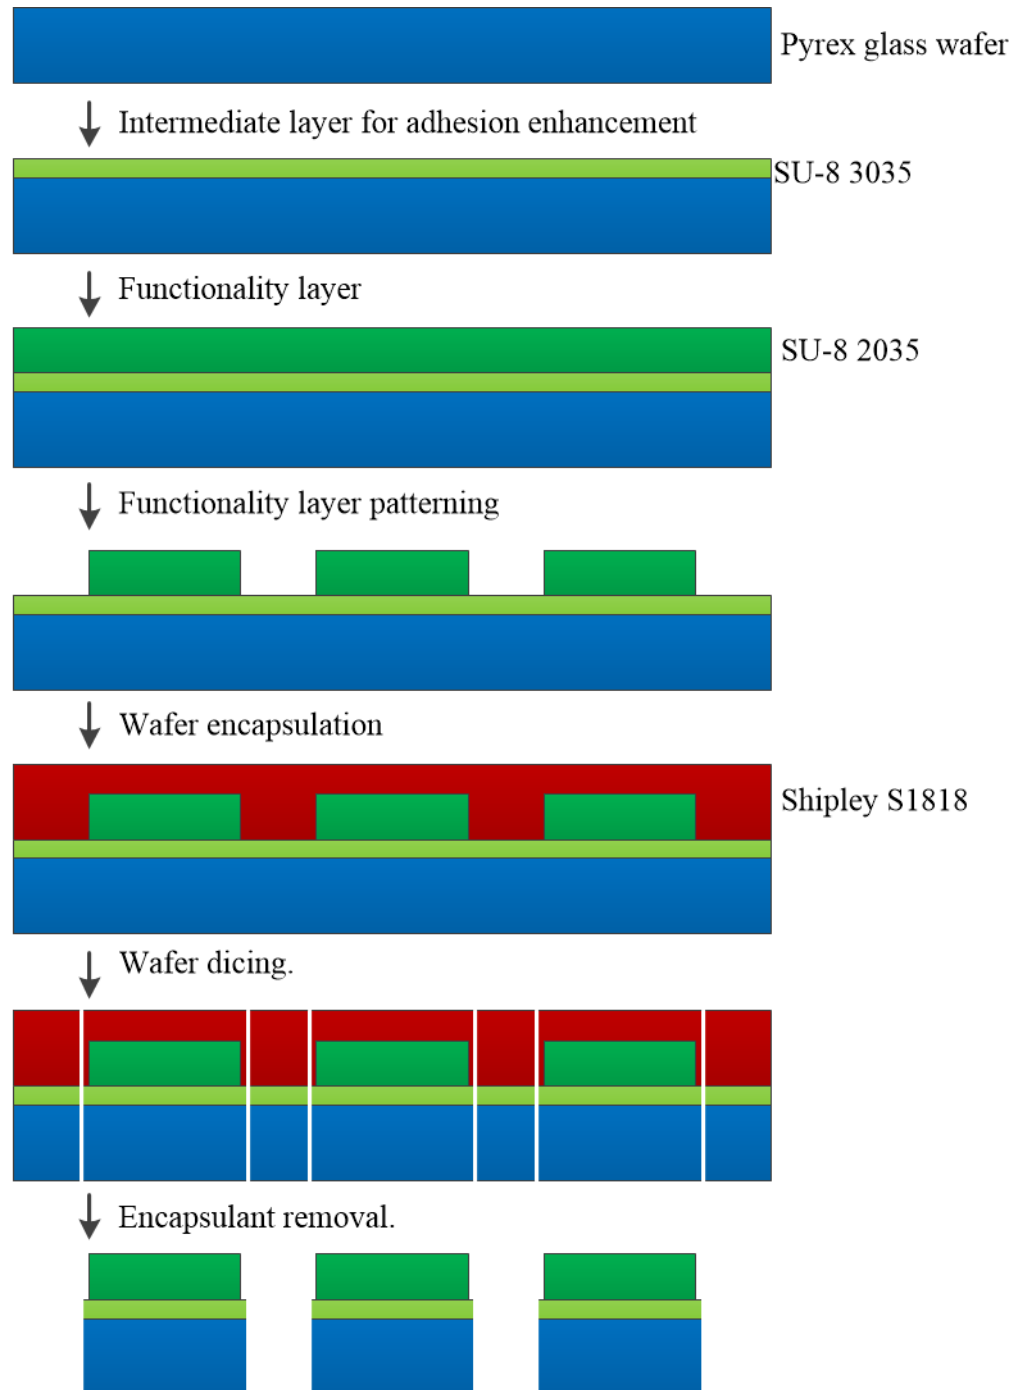 Pyrex glass wafer
Intermediate layer for adhesion enhancement
SU-8 3035
Functionality layer
SU-8 2035
Functionality layer patterning
Wafer encapsulation
Shipley S1818
Wafer dicing.
Encapsulant removal.